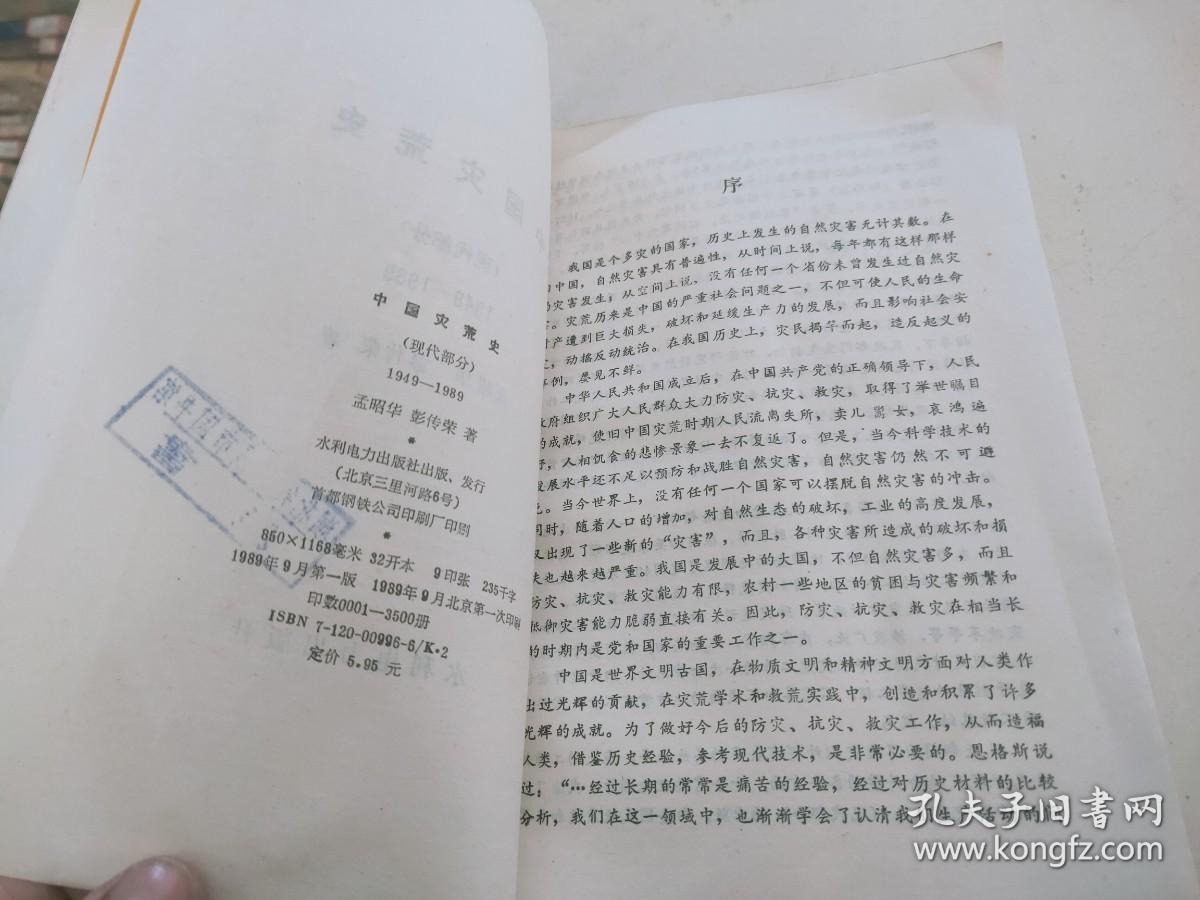 中国灾荒史
（现代部分）
1949—1989
孟昭华 彭传荣 著
*
水利电力出版社出版、发行
（北京三里河路6号）
首都钢铁公司印刷厂印刷
*
850×1168毫米 32开本 9印张 235千字
1989年9月第一版 1989年9月北京第一次印刷
印数0001—3500册
ISBN 7-120-00996-6/K·2
定价 5.95 元
序
我国是个多灾的国家，历史上发生的自然灾害无计其数。在
中国，自然灾害具有普遍性，从时间上说，每年都有这样那样
的灾害发生；从空间上说，没有任何一个省份未曾发生过自然灾
。灾荒历来是中国的严重社会问题之一，不但可使人民的生命
财产遭到巨大损失，破坏和延缓生产力的发展，而且影响社会安
，动摇反动统治。在我国历史上，灾民揭竿而起，造反起义的
事例，屡见不鲜。
中华人民共和国成立后，在中国共产党的正确领导下，人民
政府组织广大人民群众大力防灾、抗灾、救灾，取得了举世瞩目
的成就，使旧中国灾荒时期人民流离失所，卖儿鬻女，哀鸿遍
野，人相饥食的悲惨景象一去不复返了。但是，当今科学技术的
发展水平还不足以预防和战胜自然灾害，自然灾害仍然不可避
免。当今世界上，没有任何一个国家可以摆脱自然灾害的冲击。
同时，随着人口的增加，对自然生态的破坏，工业的高度发展，
又出现了一些新的“灾害”，而且，各种灾害所造成的破坏和损
失也越来越严重。我国是发展中的大国，不但自然灾害多，而且
防灾、抗灾、救灾能力有限，农村一些地区的贫困与灾害频繁和
抵御灾害能力脆弱直接有关。因此，防灾、抗灾、救灾在相当长
的时期内是党和国家的重要工作之一。
中国是世界文明古国，在物质文明和精神文明方面对人类作
出过光辉的贡献，在灾荒学术和救荒实践中，创造和积累了许多
光辉的成就。为了做好今后的防灾、抗灾、救灾工作，从而造福
人类，借鉴历史经验，参考现代技术，是非常必要的。恩格斯说
过：“…经过长期的常常是痛苦的经验，经过对历史材料的比较
分析，我们在这一领域中，也渐渐学会了认清我们生产活动的
孔夫子旧书网
www.kongfz.com